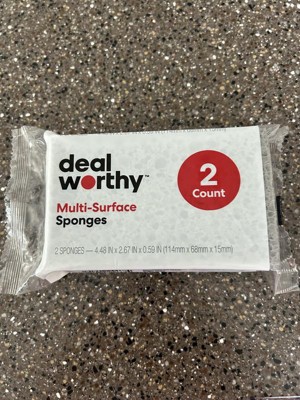 deal
worthy™
2
Count
Multi-Surface
Sponges
2 SPONGES — 4.48 IN x 2.67 IN x 0.59 IN (114mm x 68mm x 15mm)